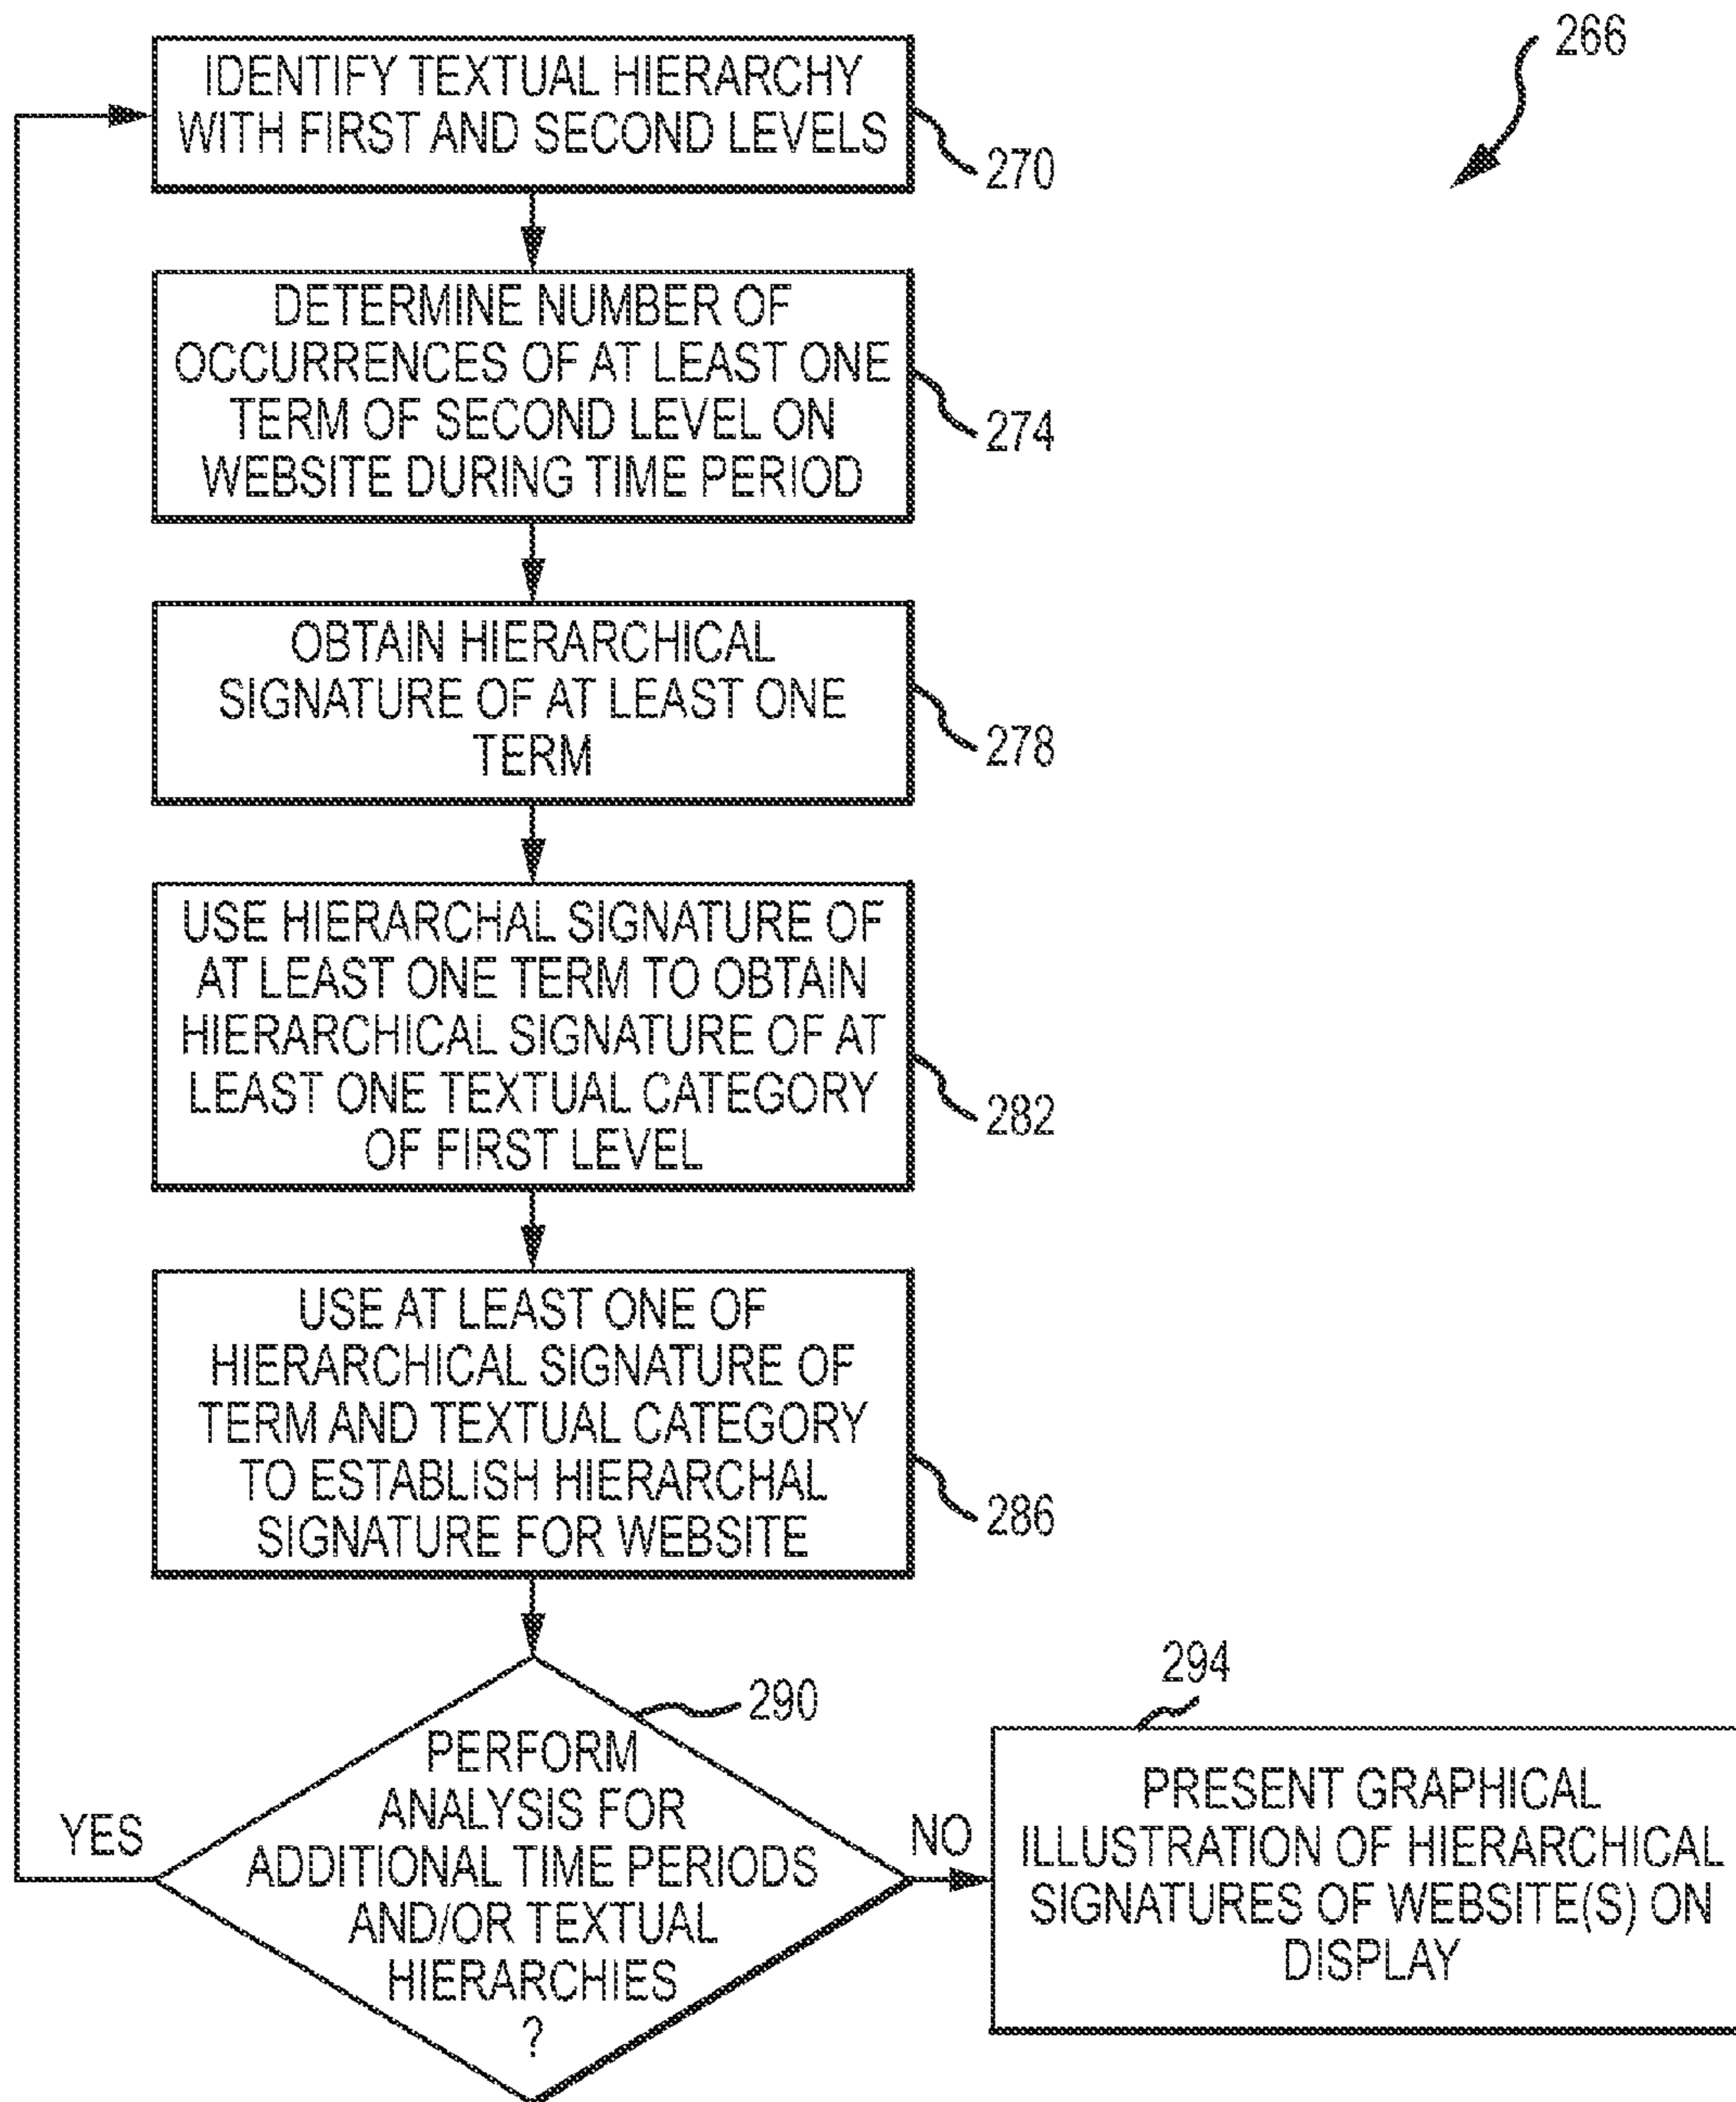 266
IDENTIFY TEXTUAL HIERARCHY
WITH FIRST AND SECOND LEVELS
270
DETERMINE NUMBER OF
OCCURRENCES OF AT LEAST ONE
TERM OF SECOND LEVEL ON
WEBSITE DURING TIME PERIOD
274
OBTAIN HIERARCHICAL
SIGNATURE OF AT LEAST ONE
TERM
278
USE HIERARCHAL SIGNATURE OF
AT LEAST ONE TERM TO OBTAIN
HIERARCHICAL SIGNATURE OF AT
LEAST ONE TEXTUAL CATEGORY
OF FIRST LEVEL
282
USE AT LEAST ONE OF
HIERARCHICAL SIGNATURE OF
TERM AND TEXTUAL CATEGORY
TO ESTABLISH HIERARCHAL
SIGNATURE FOR WEBSITE
286
290
PERFORM
ANALYSIS FOR
ADDITIONAL TIME PERIODS
AND/OR TEXTUAL
HIERARCHIES
?
YES
NO
294
PRESENT GRAPHICAL
ILLUSTRATION OF HIERARCHICAL
SIGNATURES OF WEBSITE(S) ON
DISPLAY